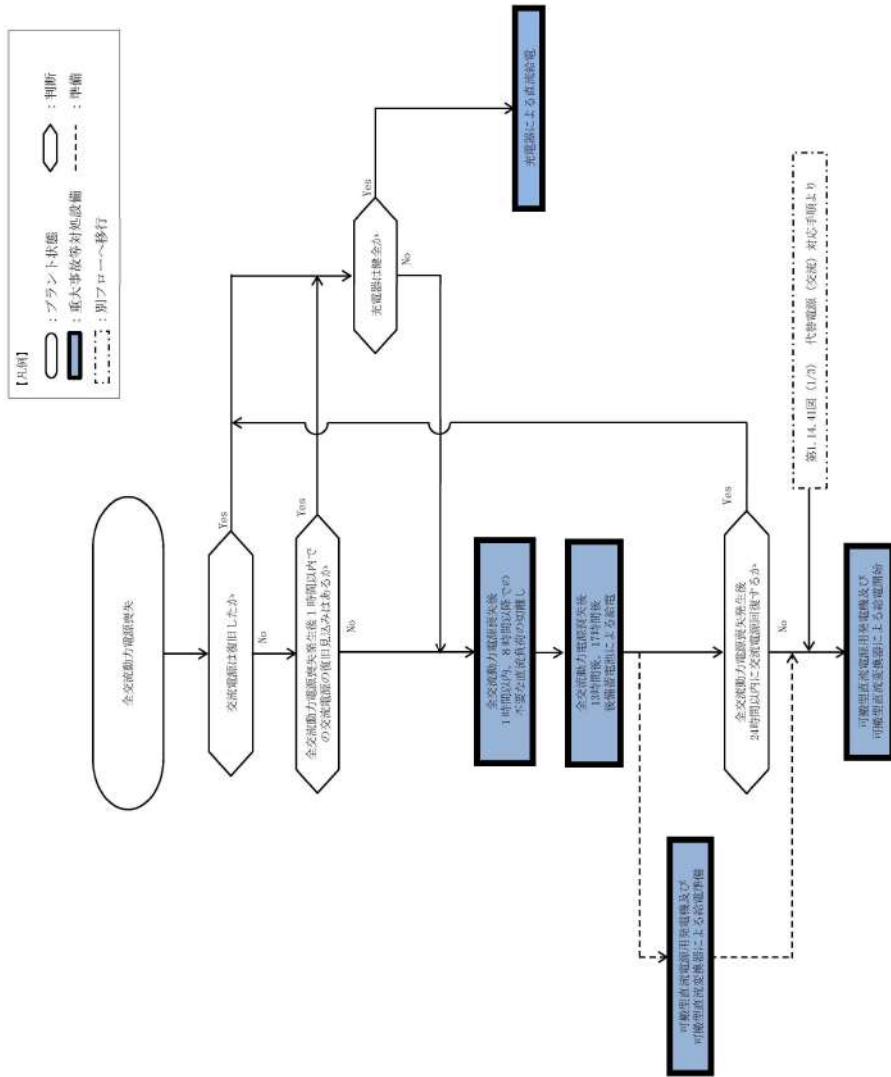 【凡例】
：プラント状態
：判断
：重大事故等対処設備
：準備
：別フローへ移行
全交流動力電源喪失
交流電源は復旧したか
Yes
No
全交流動力電源喪失発生後１時間以内で
の交流電源の復旧見込みはあるか
Yes
No
充電器は健全か
Yes
No
充電器による直流給電
全交流動力電源喪失後
１時間以内、８時間以降での
不要な直流負荷の切離し
全交流動力電源喪失後
13時間後、17時間後
後備蓄電池による給電
全交流動力電源喪失発生後
24時間以内に交流電源回復するか
Yes
No
可搬型直流電源用発電機及び
可搬型直流変換器による給電準備
第1.14.41図（1/3）　代替電源（交流）対応手順より
可搬型直流電源用発電機及び
可搬型直流変換器による給電開始